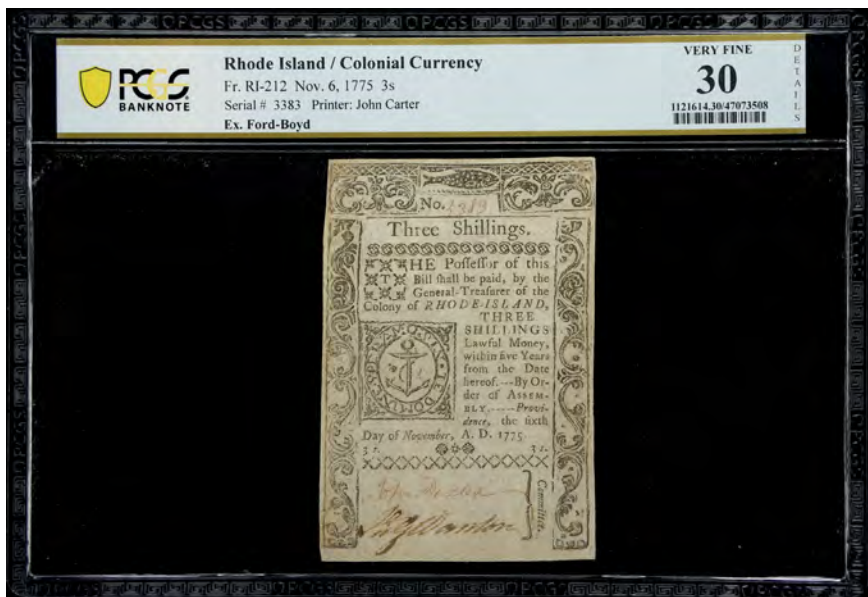 PCGS
BANKNOTE
Rhode Island / Colonial Currency
Fr. RI-212 Nov. 6, 1775 3s
Serial # 3383 Printer: John Carter
Ex. Ford-Boyd
VERY FINE
30
1121614.30/47073508
DETAILS
No.
Three Shillings.
THE Poſſeſſor of this
Bill ſhall be paid, by the
General-Treaſurer of the
Colony of RHODE-ISLAND,
THREE
SHILLINGS
Lawful Money,
within five Years
from the Date
hereof.---By Or-
der of ASSEM-
BLY.-----Provi-
dence, the ſixth
Day of November, A. D. 1775
3 s. 3 s.
Committee.